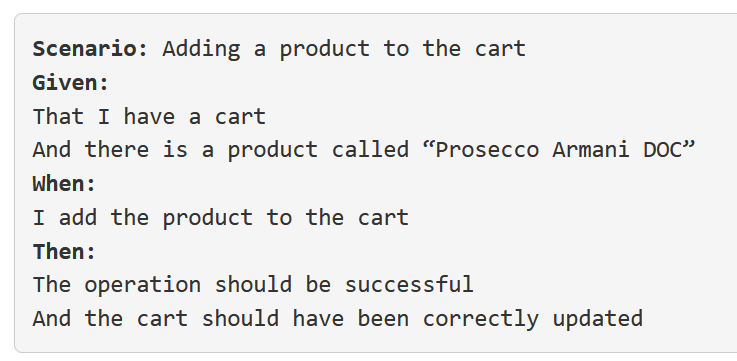 Scenario: Adding a product to the cart
Given:
That I have a cart
And there is a product called “Prosecco Armani DOC”
When:
I add the product to the cart
Then:
The operation should be successful
And the cart should have been correctly updated